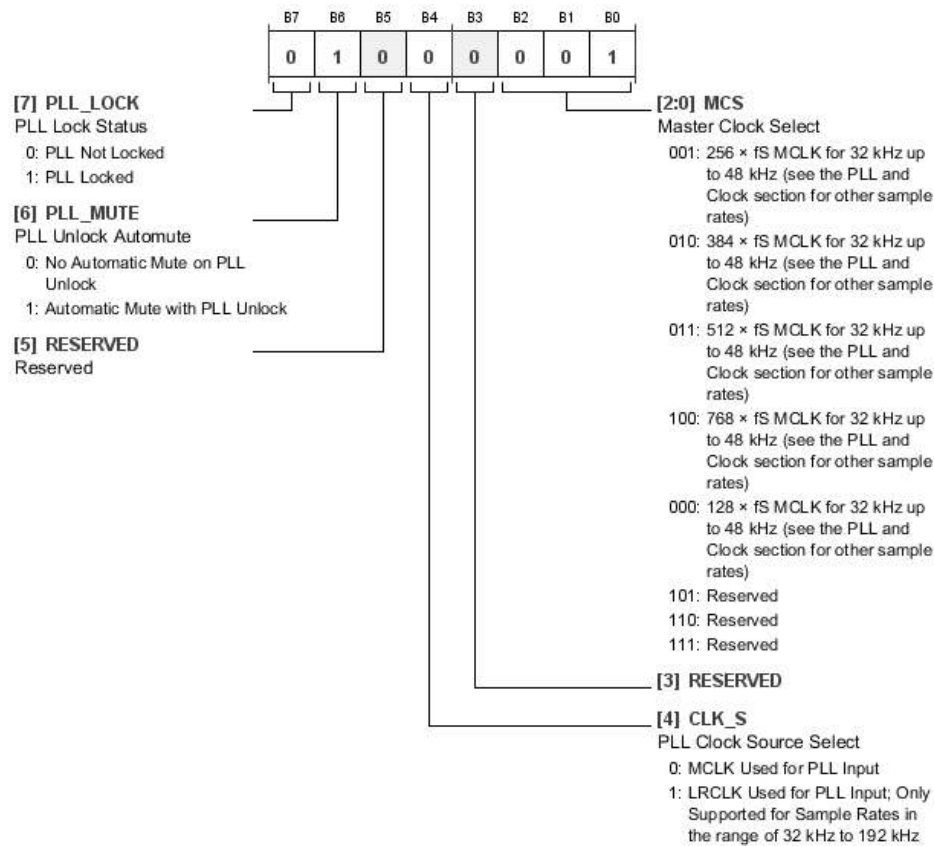 B7 B6 B5 B4 B3 B2 B1 B0
0 1 0 0 0 0 0 1
[7] PLL_LOCK
PLL Lock Status
0: PLL Not Locked
1: PLL Locked
[6] PLL_MUTE
PLL Unlock Automute
0: No Automatic Mute on PLL
Unlock
1: Automatic Mute with PLL Unlock
[5] RESERVED
Reserved
[2:0] MCS
Master Clock Select
001: 256 × fS MCLK for 32 kHz up
to 48 kHz (see the PLL and
Clock section for other sample
rates)
010: 384 × fS MCLK for 32 kHz up
to 48 kHz (see the PLL and
Clock section for other sample
rates)
011: 512 × fS MCLK for 32 kHz up
to 48 kHz (see the PLL and
Clock section for other sample
rates)
100: 768 × fS MCLK for 32 kHz up
to 48 kHz (see the PLL and
Clock section for other sample
rates)
000: 128 × fS MCLK for 32 kHz up
to 48 kHz (see the PLL and
Clock section for other sample
rates)
101: Reserved
110: Reserved
111: Reserved
[3] RESERVED
[4] CLK_S
PLL Clock Source Select
0: MCLK Used for PLL Input
1: LRCLK Used for PLL Input; Only
Supported for Sample Rates in
the range of 32 kHz to 192 kHz